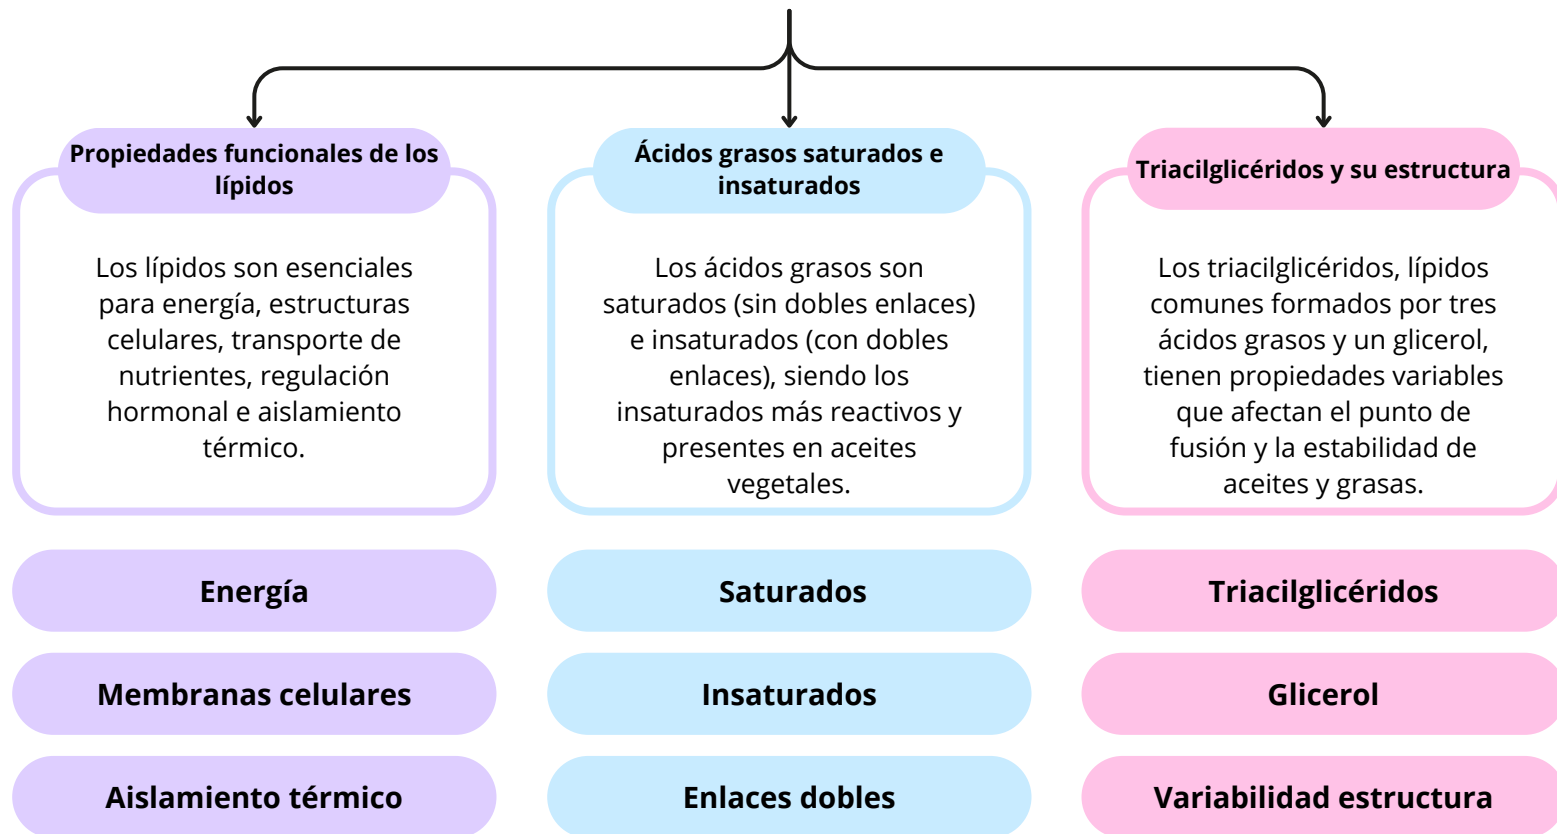 Propiedades funcionales de los
lípidos
Los lípidos son esenciales
para energía, estructuras
celulares, transporte de
nutrientes, regulación
hormonal e aislamiento
térmico.
Energía
Membranas celulares
Aislamiento térmico
Ácidos grasos saturados e
insaturados
Los ácidos grasos son
saturados (sin dobles enlaces)
e insaturados (con dobles
enlaces), siendo los
insaturados más reactivos y
presentes en aceites
vegetales.
Saturados
Insaturados
Enlaces dobles
Triacilglicéridos y su estructura
Los triacilglicéridos, lípidos
comunes formados por tres
ácidos grasos y un glicerol,
tienen propiedades variables
que afectan el punto de
fusión y la estabilidad de
aceites y grasas.
Triacilglicéridos
Glicerol
Variabilidad estructura